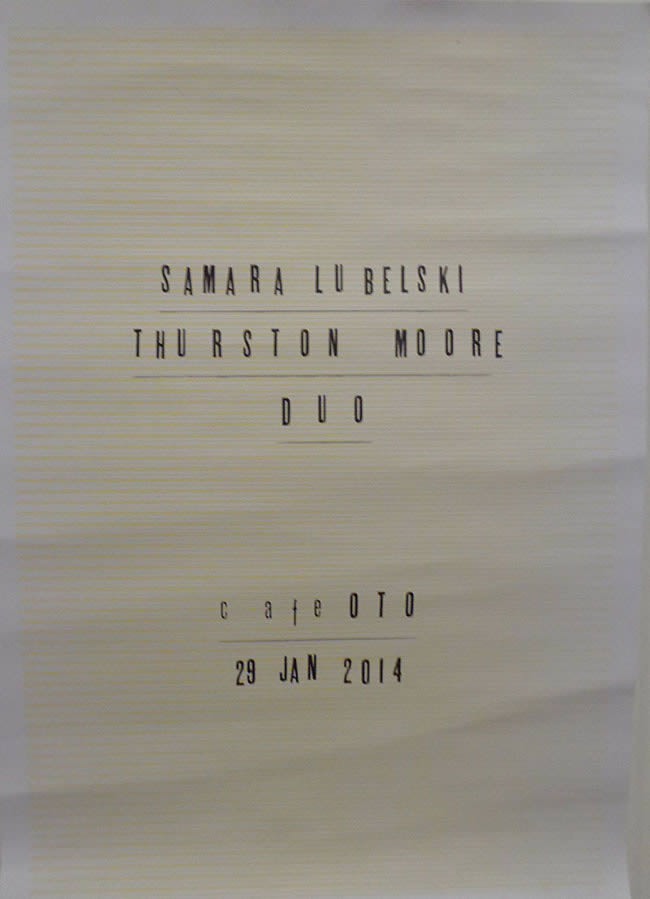 SAMARA LUBELSKI
THURSTON MOORE
DUO
cafe OTO
29 JAN 2014